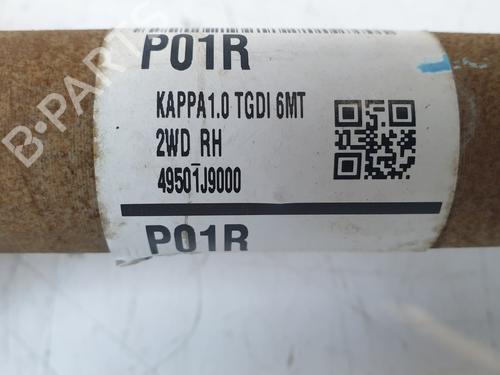 B-PARTS
P01R
KAPPA1.0 TGDI 6MT
2WD RH
49501J9000
P01R